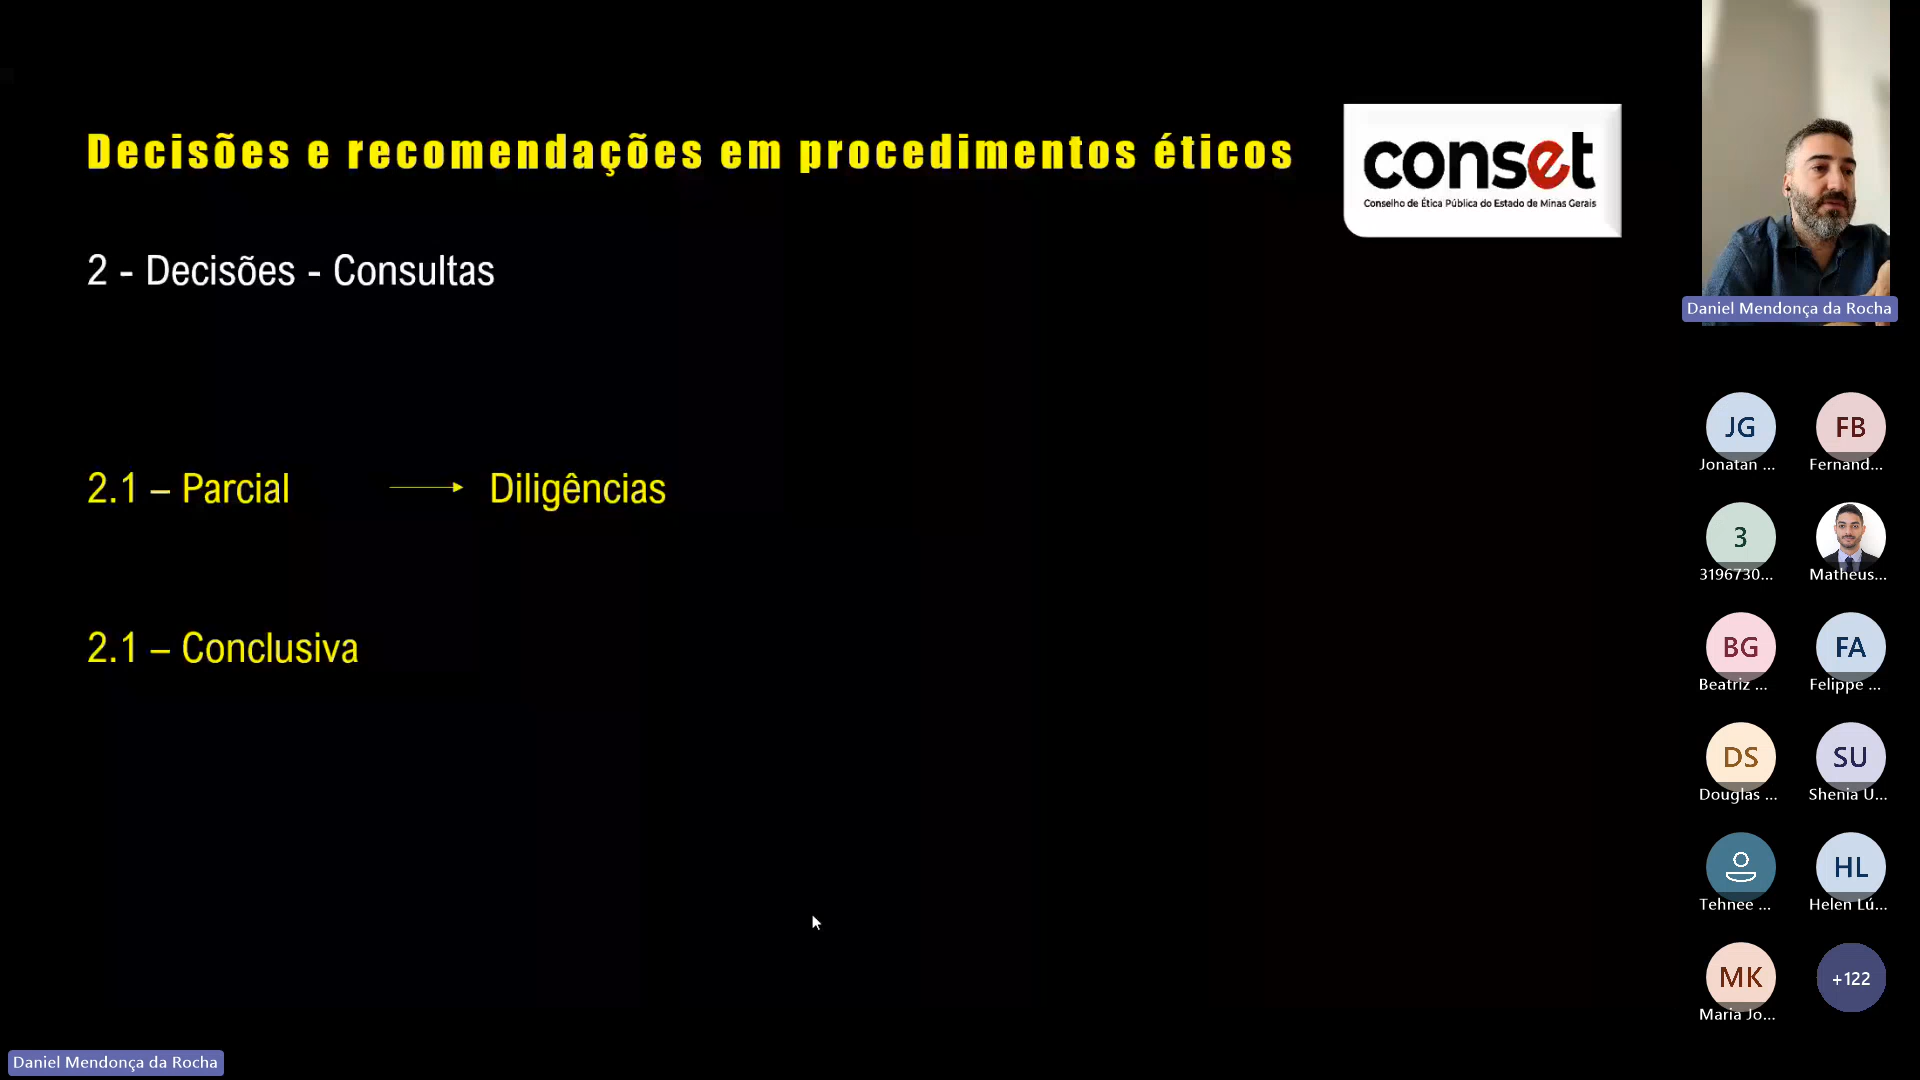 Decisões e recomendações em procedimentos éticos
conset
Conselho de Ética Pública do Estado de Minas Gerais
2 - Decisões - Consultas
2.1 – Parcial → Diligências
2.1 – Conclusiva
Daniel Mendonça da Rocha
JG FB
Jonatan ... Fernand...
3
3196730... Matheus...
BG FA
Beatriz ... Felippe ...
DS SU
Douglas ... Shenia U...
HL
Tehnee ... Helen Lú...
MK +122
Maria Jo...
Daniel Mendonça da Rocha